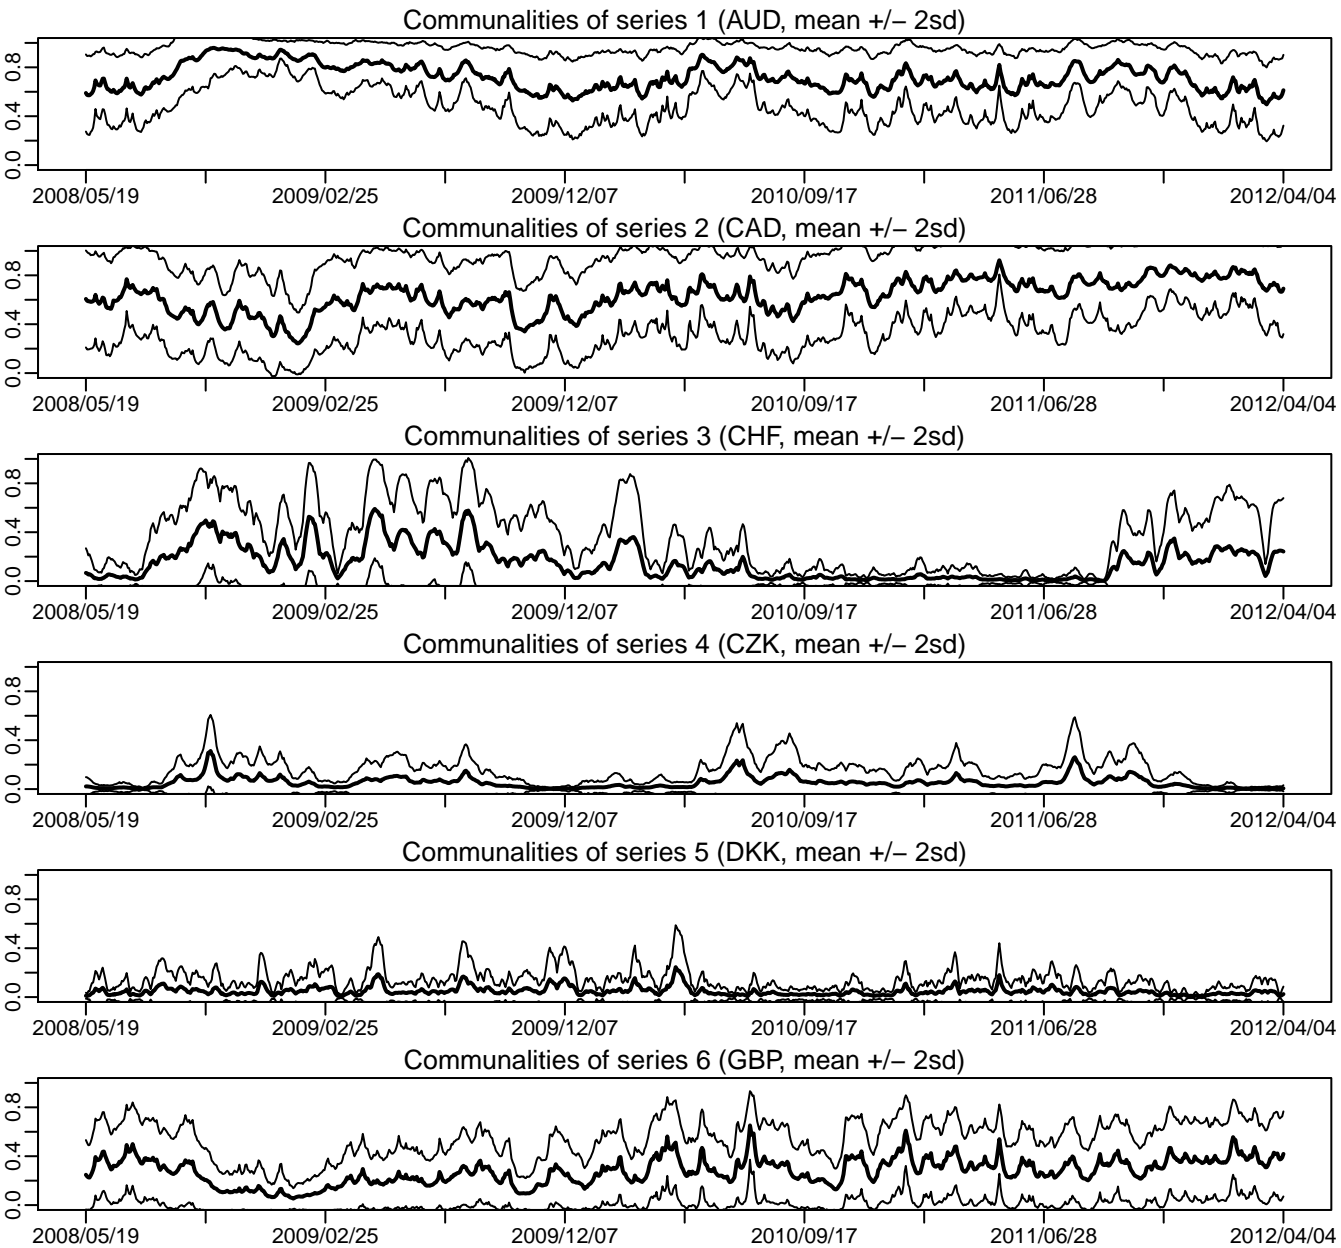 Communalities of series 1 (AUD, mean +/− 2sd)
0.0 0.4 0.8
2008/05/19 2009/02/25 2009/12/07 2010/09/17 2011/06/28 2012/04/04
Communalities of series 2 (CAD, mean +/− 2sd)
0.0 0.4 0.8
2008/05/19 2009/02/25 2009/12/07 2010/09/17 2011/06/28 2012/04/04
Communalities of series 3 (CHF, mean +/− 2sd)
0.0 0.4 0.8
2008/05/19 2009/02/25 2009/12/07 2010/09/17 2011/06/28 2012/04/04
Communalities of series 4 (CZK, mean +/− 2sd)
0.0 0.4 0.8
2008/05/19 2009/02/25 2009/12/07 2010/09/17 2011/06/28 2012/04/04
Communalities of series 5 (DKK, mean +/− 2sd)
0.0 0.4 0.8
2008/05/19 2009/02/25 2009/12/07 2010/09/17 2011/06/28 2012/04/04
Communalities of series 6 (GBP, mean +/− 2sd)
0.0 0.4 0.8
2008/05/19 2009/02/25 2009/12/07 2010/09/17 2011/06/28 2012/04/04